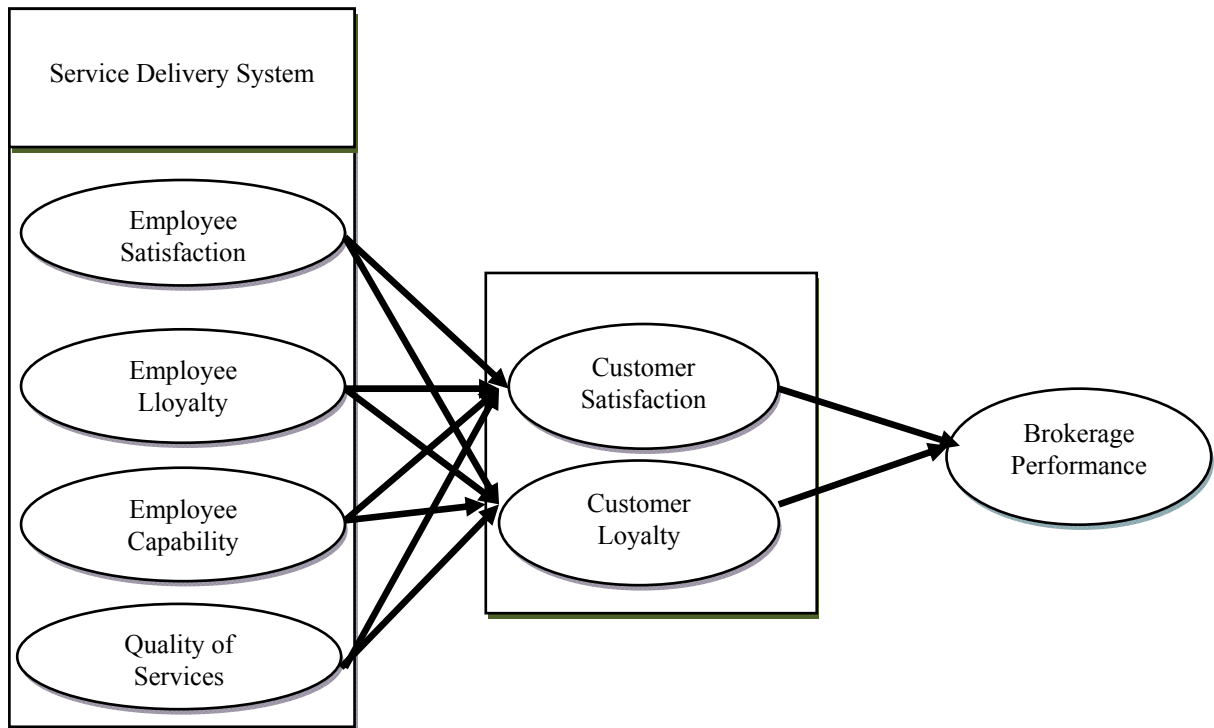 Service Delivery System
Employee
Satisfaction
Employee
Lloyalty
Employee
Capability
Quality of
Services
Customer
Satisfaction
Customer
Loyalty
Brokerage
Performance